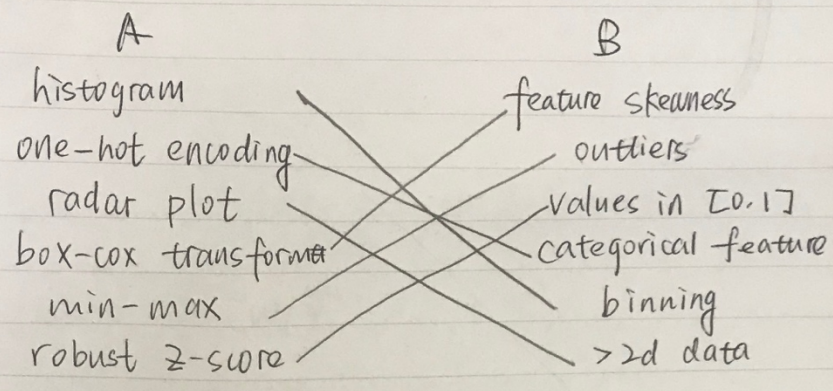 A B
histogram feature skewness
one-hot encoding outliers
radar plot values in [0,1]
box-cox transform categorical feature
min-max binning
robust z-score >2d data